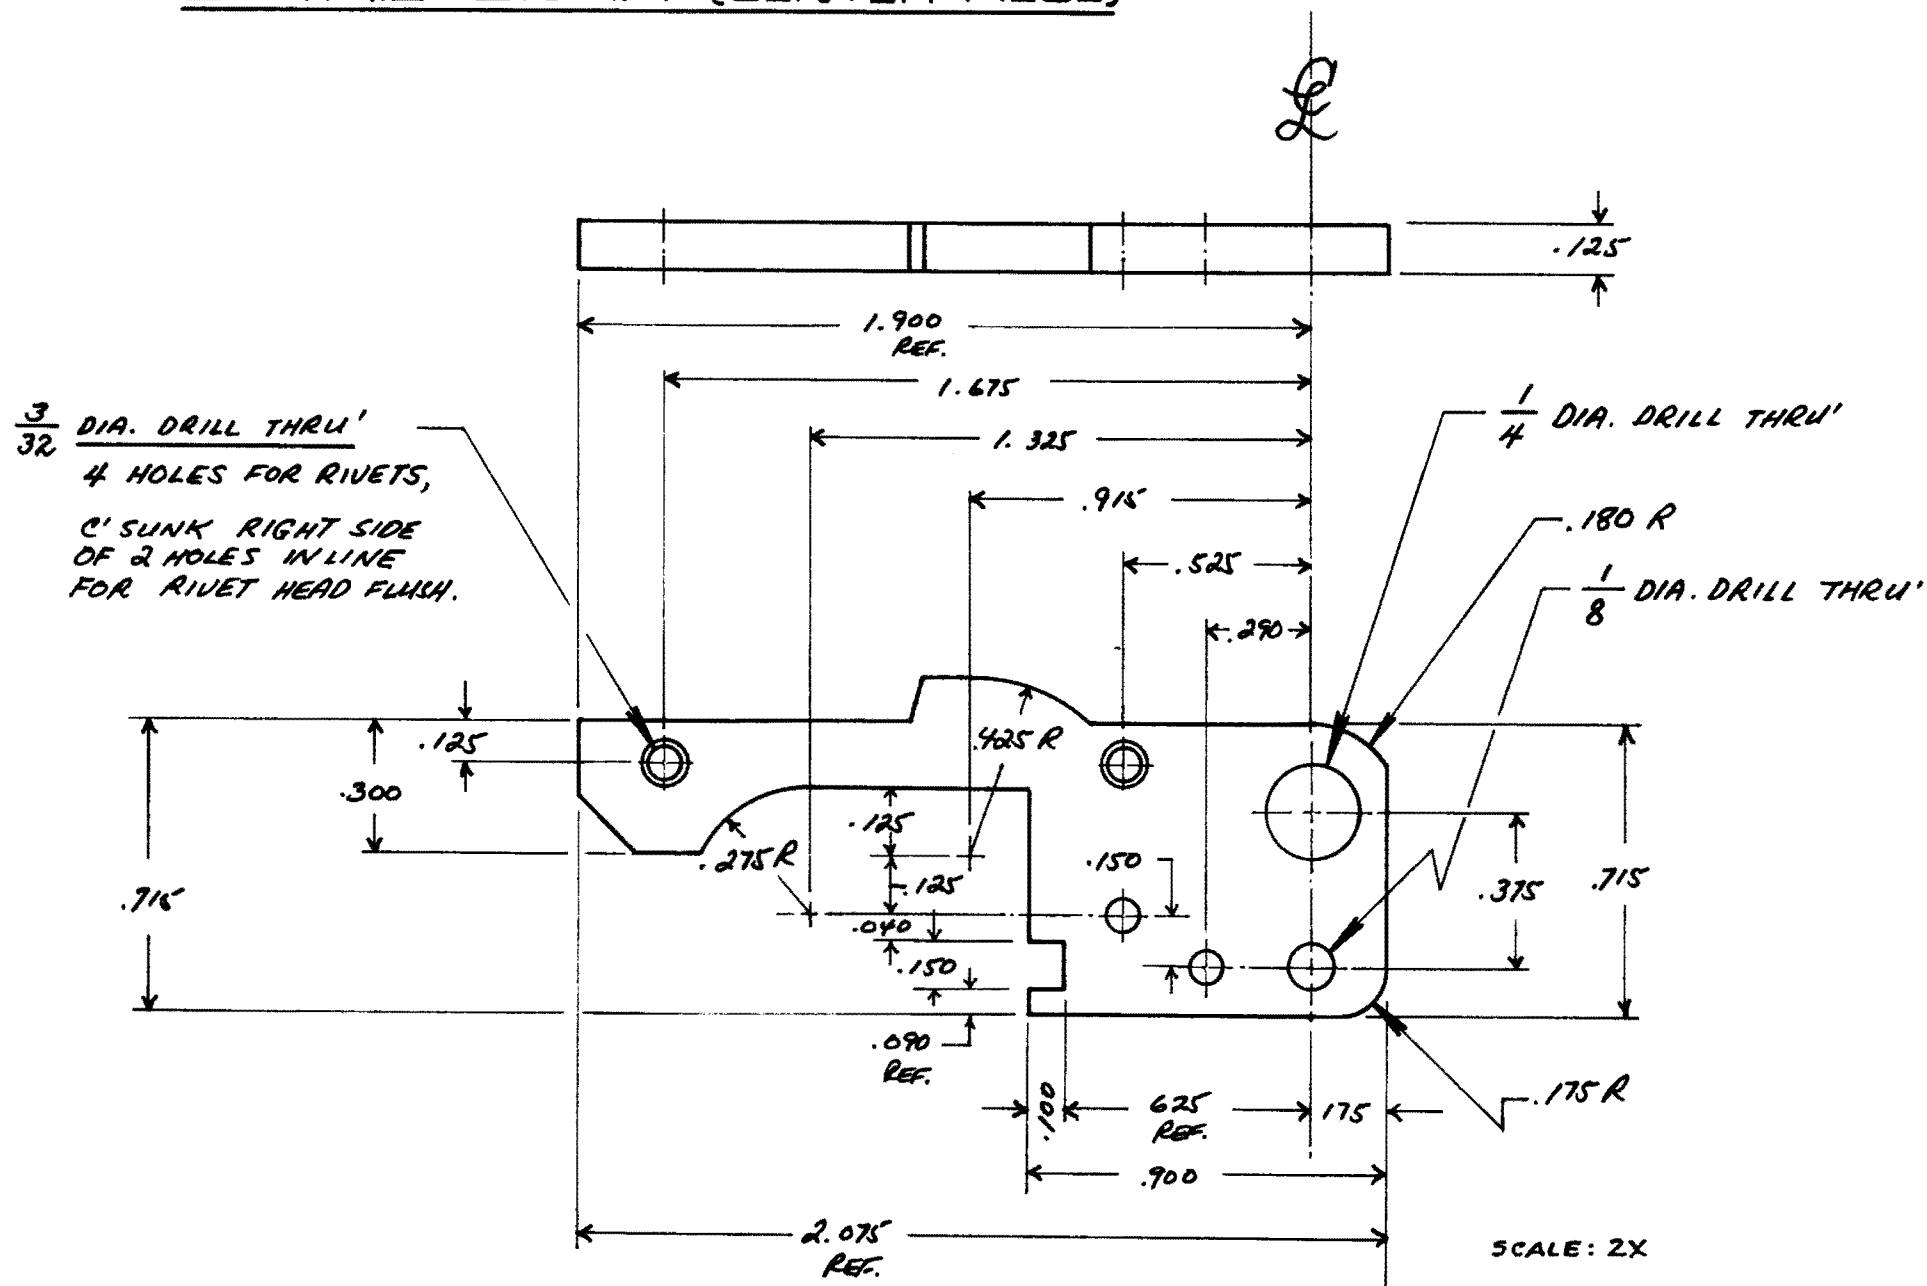 .125
1.900
REF.
1.675
3/32 DIA. DRILL THRU'
4 HOLES FOR RIVETS,
C'SUNK RIGHT SIDE
OF 2 HOLES IN LINE
FOR RIVET HEAD FLUSH.
1.325
1/4 DIA. DRILL THRU'
.915
.180 R
.525
1/8 DIA. DRILL THRU'
.290
.125
.425 R
.300
.125
.275 R
.150
.125
.375
.715
.715
.040
.150
.090
REF.
.100
625
REF.
175
.175 R
.900
2.075
REF.
SCALE: 2X